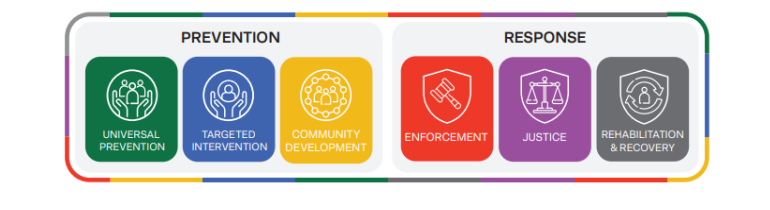 PREVENTION
RESPONSE
UNIVERSAL
PREVENTION
TARGETED
INTERVENTION
COMMUNITY
DEVELOPMENT
ENFORCEMENT
JUSTICE
REHABILITATION
& RECOVERY